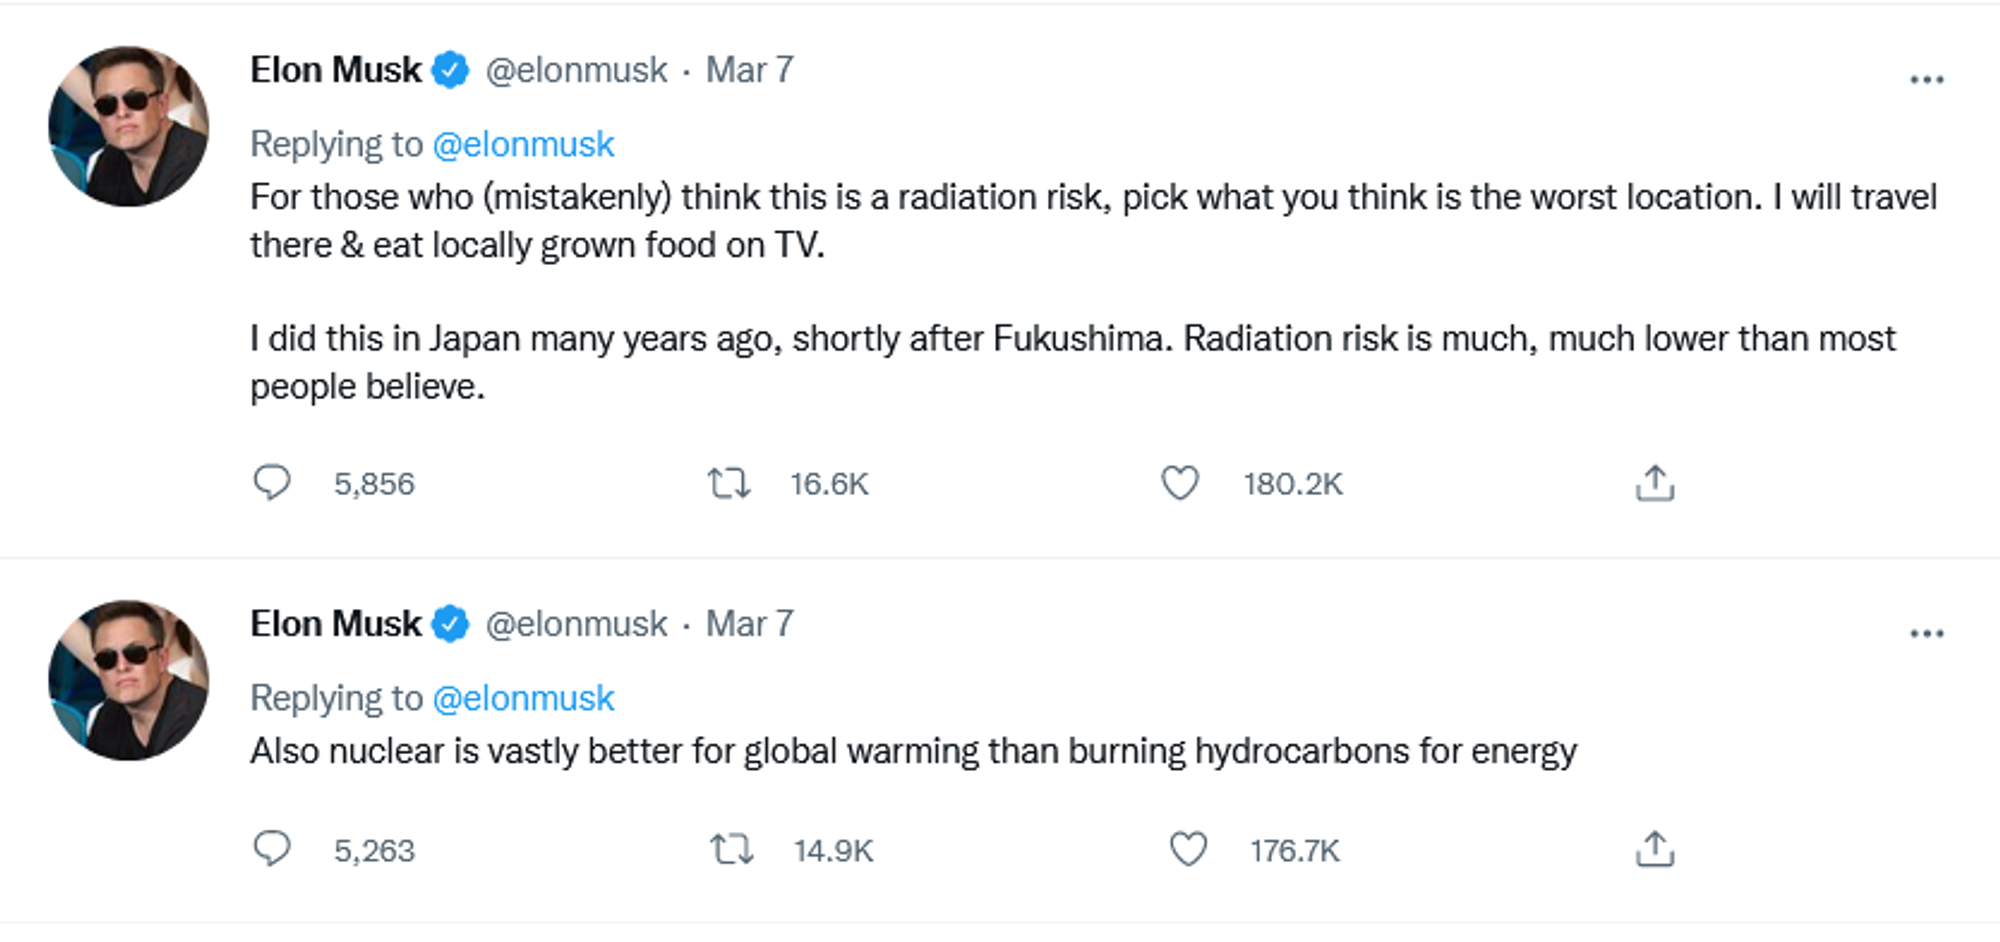 Elon Musk @elonmusk · Mar 7
Replying to @elonmusk
For those who (mistakenly) think this is a radiation risk, pick what you think is the worst location. I will travel
there & eat locally grown food on TV.
I did this in Japan many years ago, shortly after Fukushima. Radiation risk is much, much lower than most
people believe.
5,856 16.6K 180.2K
Elon Musk @elonmusk · Mar 7
Replying to @elonmusk
Also nuclear is vastly better for global warming than burning hydrocarbons for energy
5,263 14.9K 176.7K